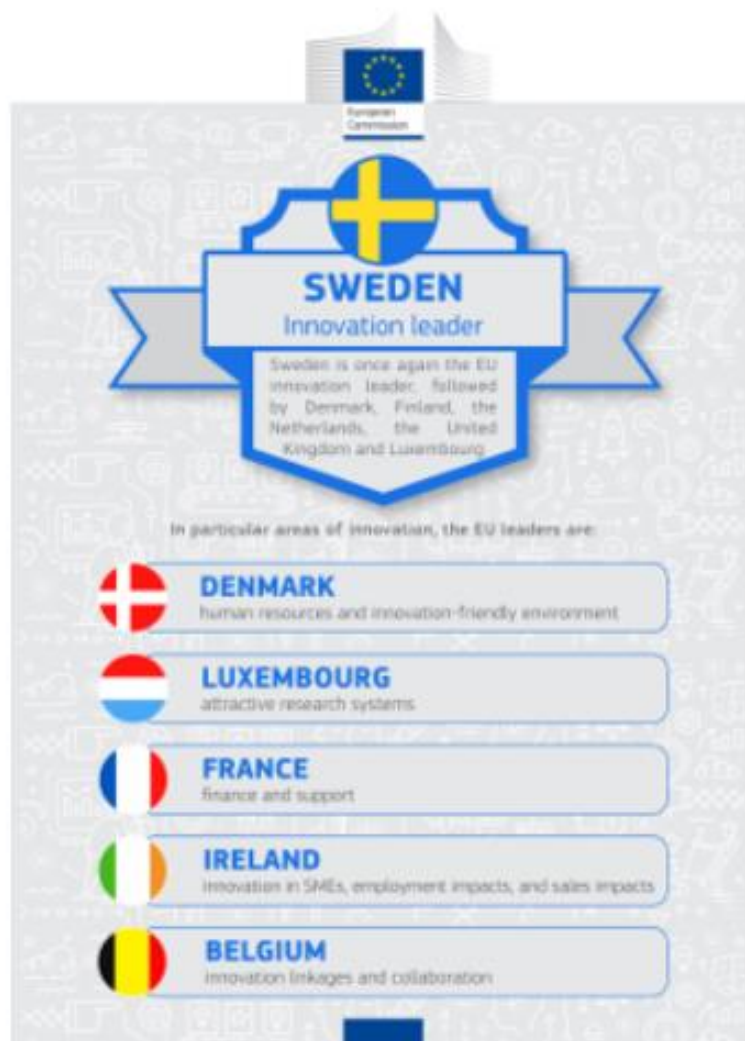 European
Commission
SWEDEN
Innovation leader
Sweden is once again the EU
innovation leader, followed
by Denmark, Finland, the
Netherlands, the United
Kingdom and Luxembourg
In particular areas of innovation, the EU leaders are:
DENMARK
human resources and innovation-friendly environment
LUXEMBOURG
attractive research systems
FRANCE
finance and support
IRELAND
innovation in SMEs, employment impacts, and sales impacts
BELGIUM
innovation linkages and collaboration